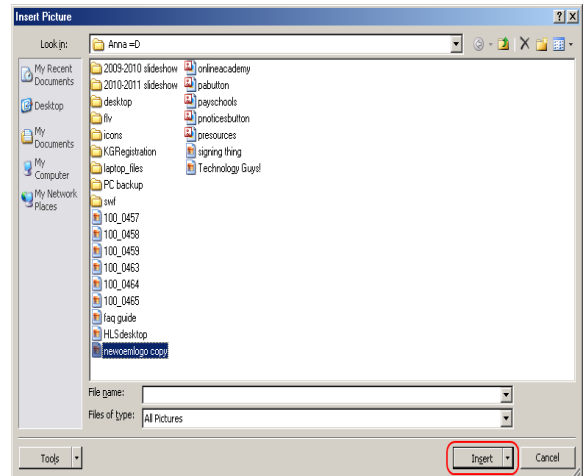 Insert Picture
Look in: Anna =D
My Recent Documents
Desktop
My Documents
My Computer
My Network Places
2009-2010 slideshow
2010-2011 slideshow
desktop
flv
icons
KGRegistration
laptop_files
PC backup
swf
100_0457
100_0458
100_0459
100_0463
100_0464
100_0465
faq guide
HLSdesktop
newoemlogo copy
onlineacademy
pabutton
payschools
pnoticesbutton
presources
signing thing
Technology Guys!
File name:
Files of type: All Pictures
Tools
Insert
Cancel